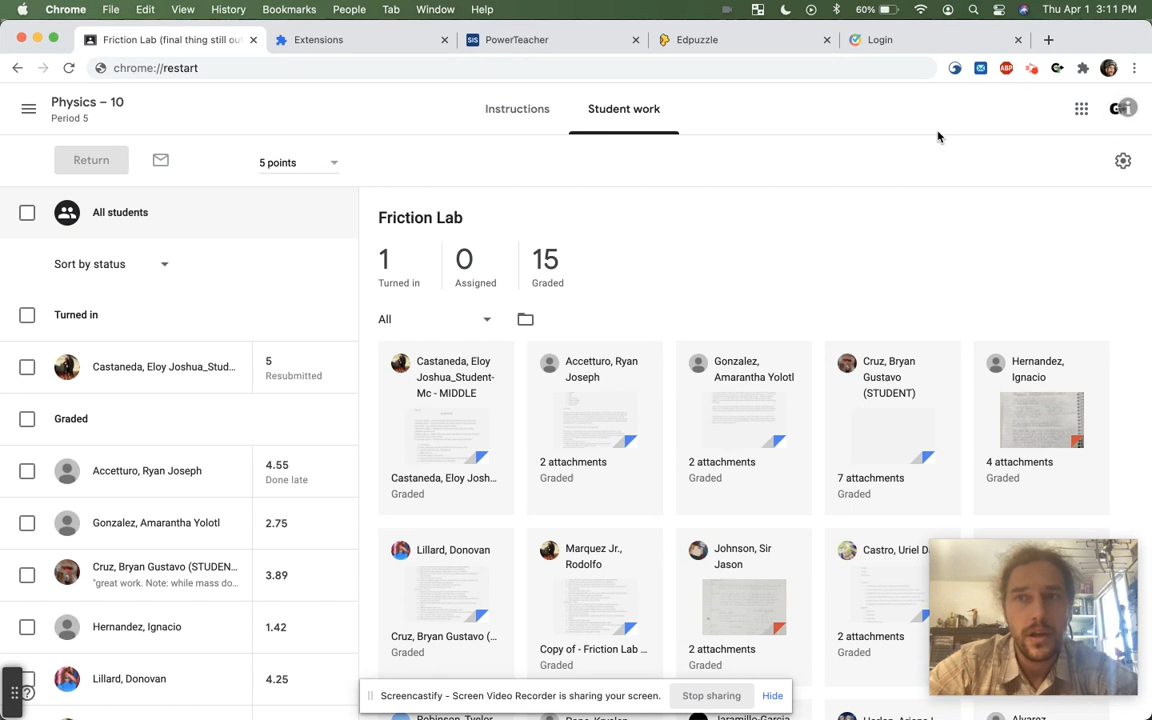 Chrome File Edit View History Bookmarks People Tab Window Help 60% Thu Apr 1 3:11 PM
Friction Lab (final thing still ou Extensions SIS PowerTeacher Edpuzzle Login
chrome://restart ABP
Physics – 10
Period 5
Instructions Student work
Return 5 points
All students
Friction Lab
1 0 15
Turned in Assigned Graded
Sort by status
All
Turned in
Castaneda, Eloy Joshua_Stud... 5
Resubmitted
Graded
Accetturo, Ryan Joseph 4.55
Done late
Gonzalez, Amarantha Yolotl 2.75
Cruz, Bryan Gustavo (STUDEN... 3.89
"great work. Note: while mass do...
Hernandez, Ignacio 1.42
Lillard, Donovan 4.25
Castaneda, Eloy
Joshua_Student-
Mc - MIDDLE
Castaneda, Eloy Josh...
Graded
Accetturo, Ryan
Joseph
2 attachments
Graded
Gonzalez,
Amarantha Yolotl
2 attachments
Graded
Cruz, Bryan
Gustavo
(STUDENT)
7 attachments
Graded
Hernandez,
Ignacio
4 attachments
Graded
Lillard, Donovan
Cruz, Bryan Gustavo (...
Graded
Marquez Jr.,
Rodolfo
Copy of - Friction Lab ...
Graded
Johnson, Sir
Jason
2 attachments
Graded
Castro, Uriel D
2 attachments
Graded
Screencastify - Screen Video Recorder is sharing your screen. Stop sharing Hide